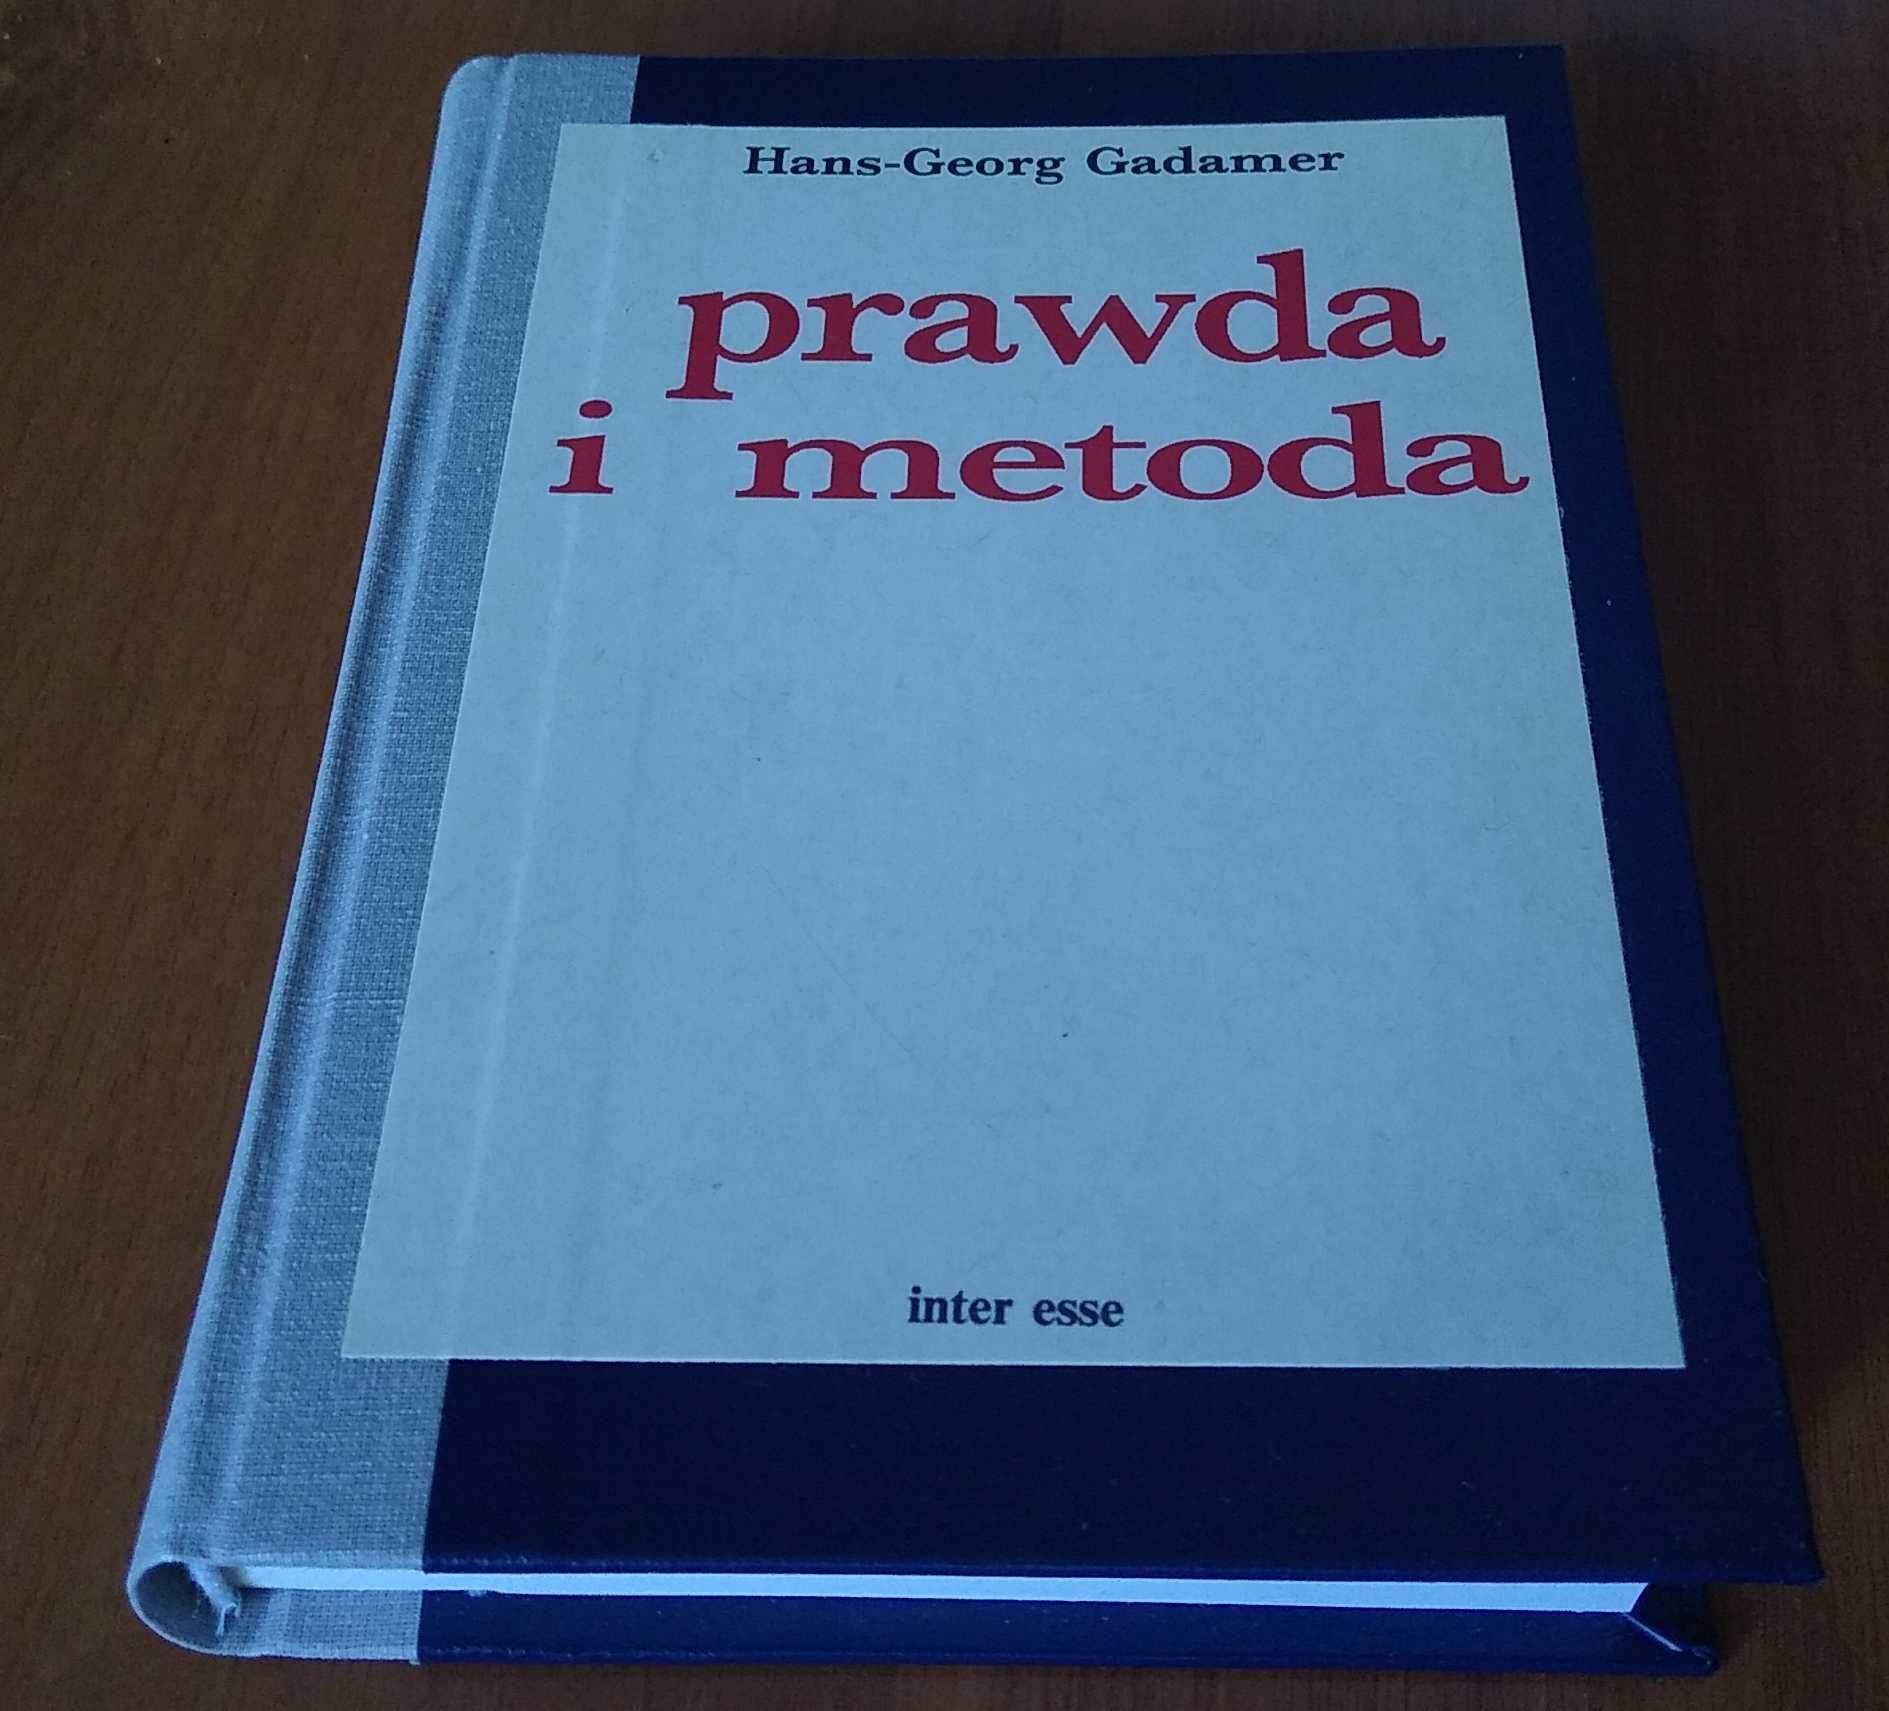 Hans-Georg Gadamer
prawda
i metoda
inter esse